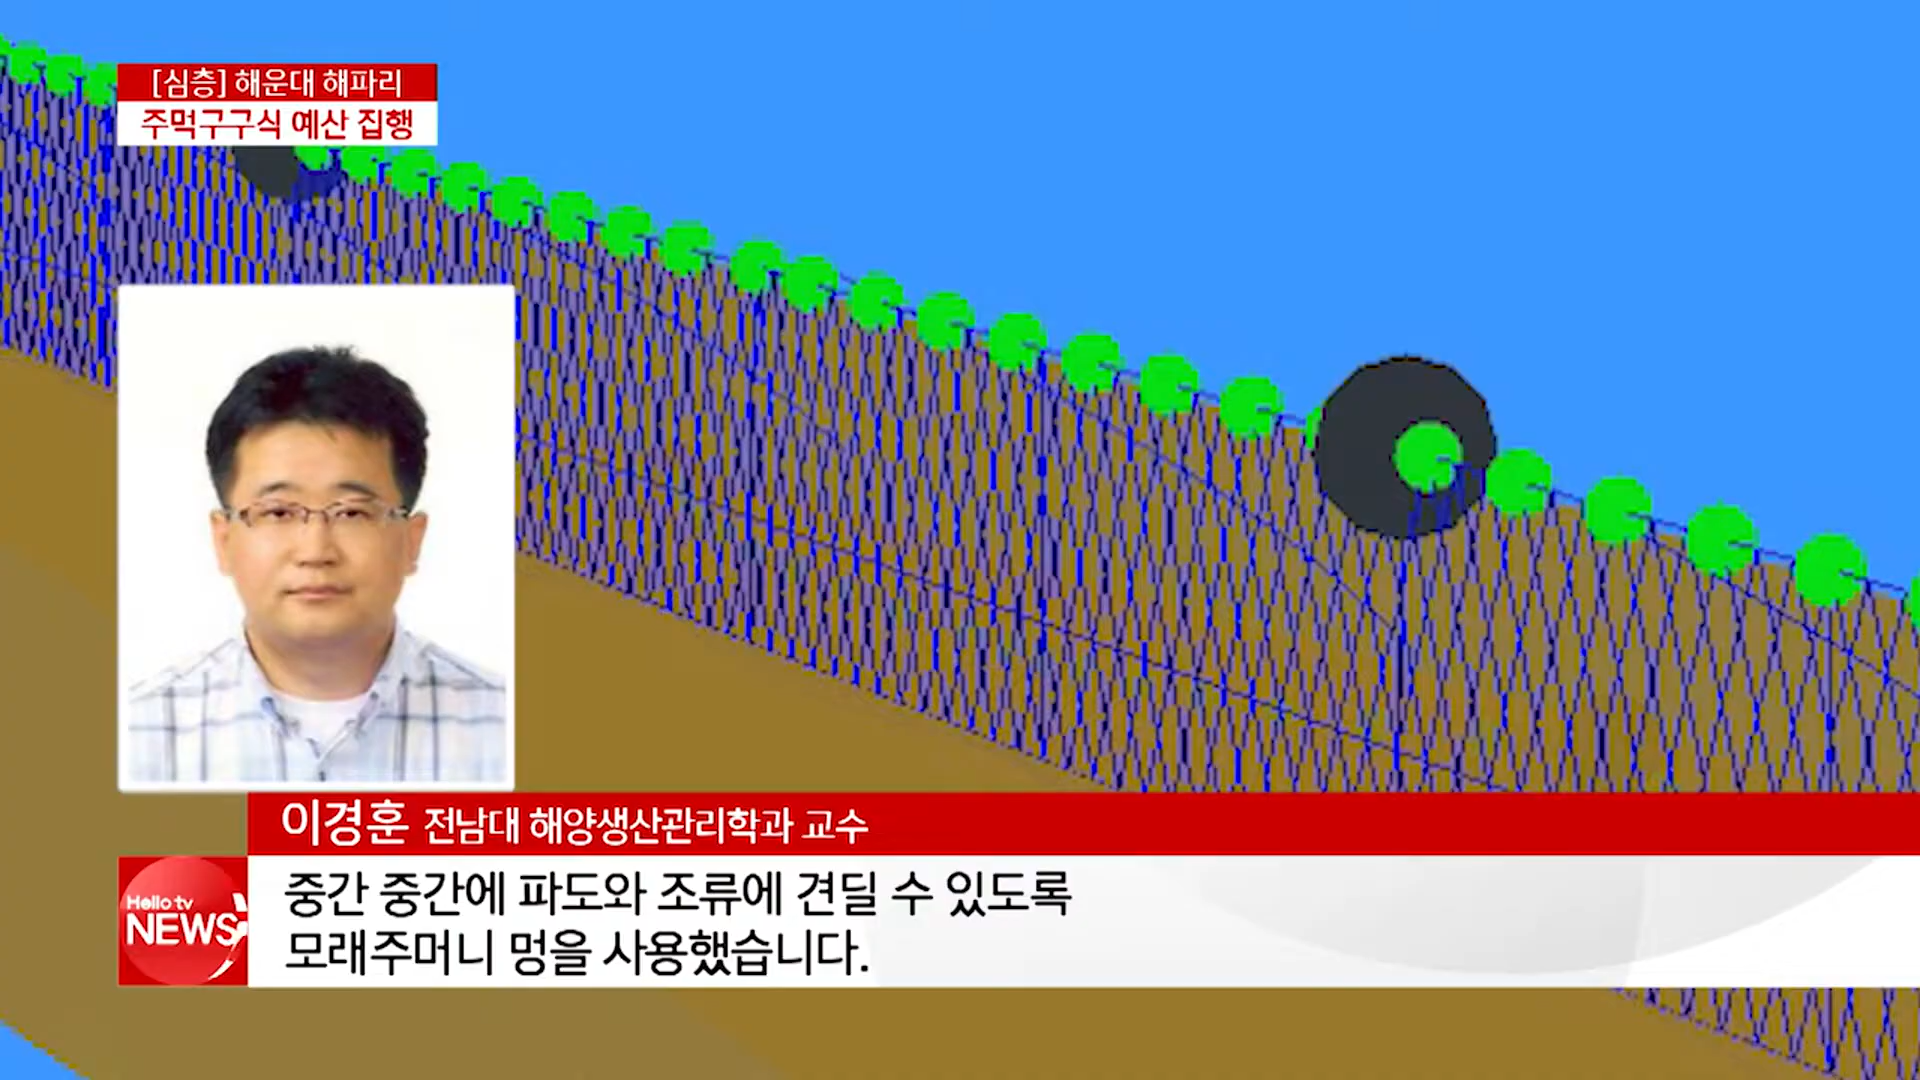 [심층] 해운대 해파리
주먹구구식 예산 집행
이경훈 전남대 해양생산관리학과 교수
Hello tv
NEWS
중간 중간에 파도와 조류에 견딜 수 있도록
모래주머니 멍을 사용했습니다.